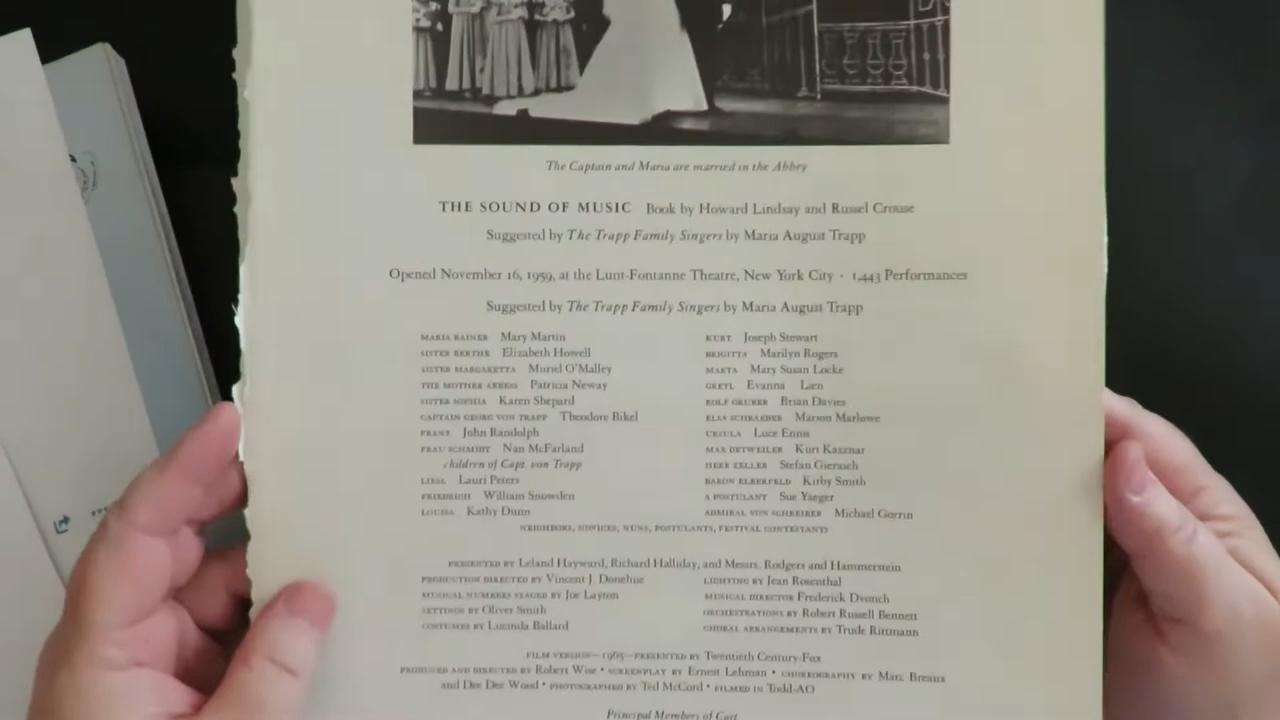 The Captain and Maria are married in the Abbey
THE SOUND OF MUSIC Book by Howard Lindsay and Russel Crouse
Suggested by The Trapp Family Singers by Maria August Trapp
Opened November 16, 1959, at the Lunt-Fontanne Theatre, New York City · 1,443 Performances
Suggested by The Trapp Family Singers by Maria August Trapp
MARIA RAINER Mary Martin
SISTER BERTHE Elizabeth Howell
SISTER MARGARETTA Muriel O'Malley
THE MOTHER ABBESS Patricia Neway
SISTER SOPHIA Karen Shepard
CAPTAIN GEORG VON TRAPP Theodore Bikel
FRANZ John Randolph
FRAU SCHMIDT Nan McFarland
children of Capt. von Trapp
LIESL Lauri Peters
FRIEDRICH William Snowden
LOUISA Kathy Dunn
KURT Joseph Stewart
BRIGITTA Marilyn Rogers
MARTA Mary Susan Locke
GRETL Evanna Lien
ROLF GRUBER Brian Davies
ELSA SCHRAEDER Marion Marlowe
URSULA Luce Ennis
MAX DETWEILER Kurt Kasznar
HERR ZELLER Stefan Gierasch
BARON ELBERFELD Kirby Smith
A POSTULANT Sue Yaeger
ADMIRAL VON SCHREIBER Michael Gorrin
NEIGHBORS, NOVICES, NUNS, POSTULANTS, FESTIVAL CONTESTANTS
PRESENTED BY Leland Hayward, Richard Halliday, and Messrs. Rodgers and Hammerstein
PRODUCTION DIRECTED BY Vincent J. Donehue
MUSICAL NUMBERS STAGED BY Joe Layton
SETTINGS BY Oliver Smith
COSTUMES BY Lucinda Ballard
LIGHTING BY Jean Rosenthal
MUSICAL DIRECTOR Frederick Dvonch
ORCHESTRATIONS BY Robert Russell Bennett
CHORAL ARRANGEMENTS BY Trude Rittmann
FILM VERSION—1965—PRESENTED BY Twentieth Century-Fox
PRODUCED AND DIRECTED BY Robert Wise • SCREENPLAY BY Ernest Lehman • CHOREOGRAPHY BY Marc Breaux
and Dee Dee Wood • PHOTOGRAPHED BY Ted McCord • FILMED IN Todd-AO
Principal Members of Cast